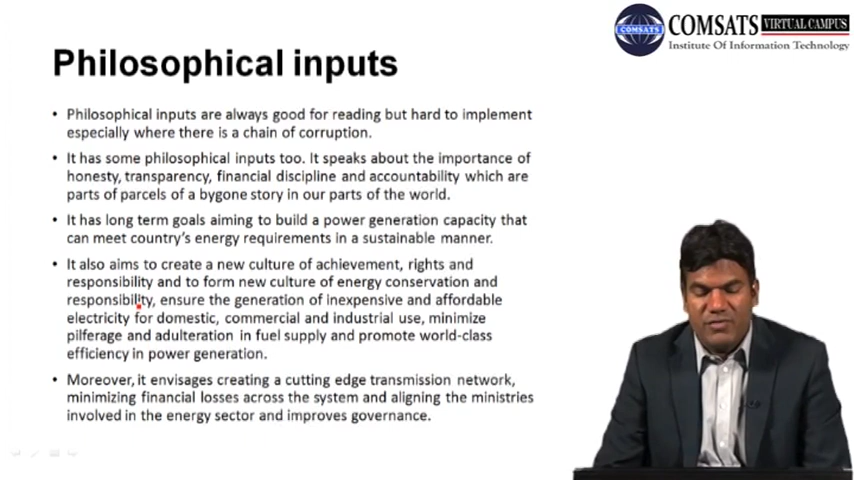 COMSATS VIRTUAL CAMPUS
Institute Of Information Technology
COMSATS
Philosophical inputs
• Philosophical inputs are always good for reading but hard to implement
especially where there is a chain of corruption.
• It has some philosophical inputs too. It speaks about the importance of
honesty, transparency, financial discipline and accountability which are
parts of parcels of a bygone story in our parts of the world.
• It has long term goals aiming to build a power generation capacity that
can meet country's energy requirements in a sustainable manner.
• It also aims to create a new culture of achievement, rights and
responsibility and to form new culture of energy conservation and
responsibility, ensure the generation of inexpensive and affordable
electricity for domestic, commercial and industrial use, minimize
pilferage and adulteration in fuel supply and promote world-class
efficiency in power generation.
• Moreover, it envisages creating a cutting edge transmission network,
minimizing financial losses across the system and aligning the ministries
involved in the energy sector and improves governance.